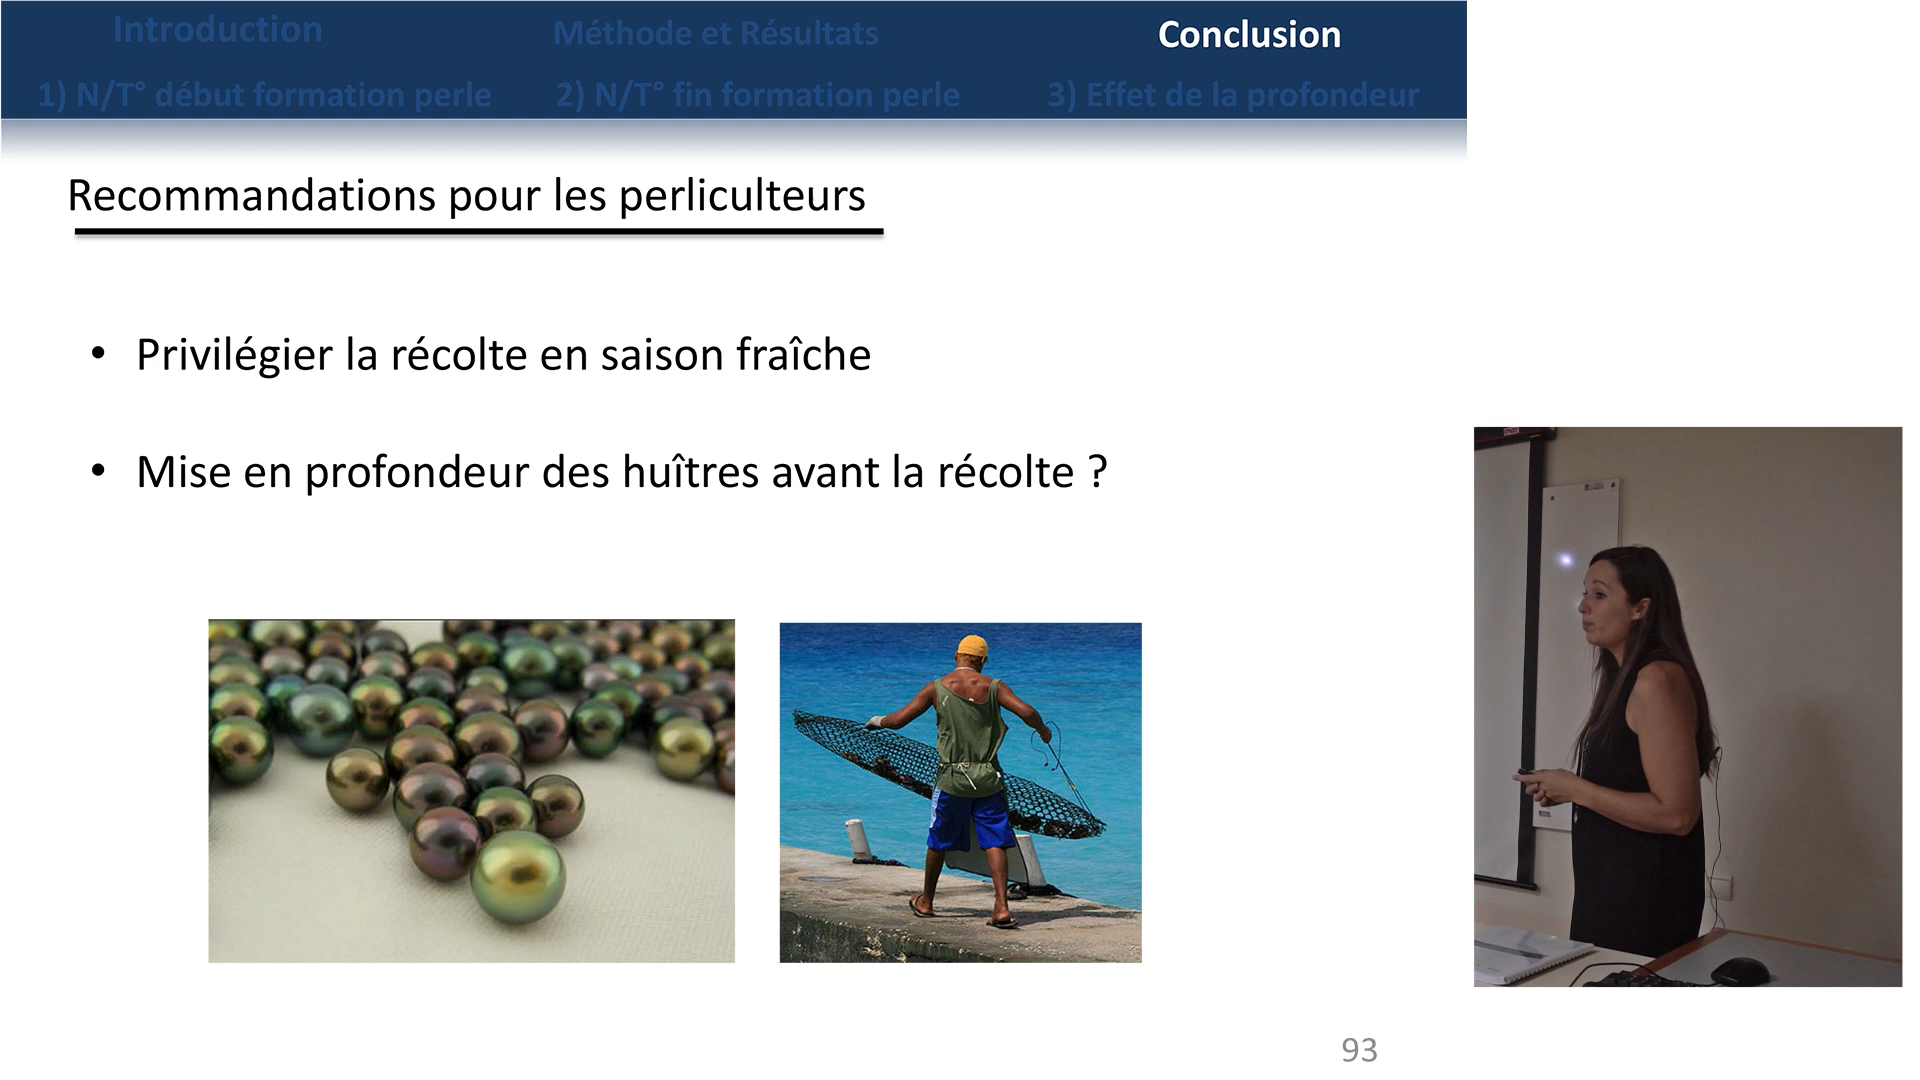 Introduction
Méthode et Résultats
Conclusion
1) N/T° début formation perle
2) N/T° fin formation perle
3) Effet de la profondeur
Recommandations pour les perliculteurs
• Privilégier la récolte en saison fraîche
• Mise en profondeur des huîtres avant la récolte ?
93